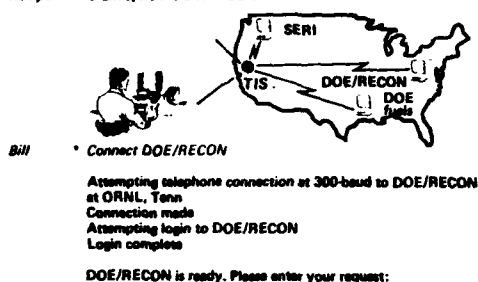 SERI
TIS
DOE/RECON
DOE
fuels
Bill * Connect DOE/RECON
Attempting telephone connection at 300-baud to DOE/RECON
at ORNL, Tenn
Connection made
Attempting login to DOE/RECON
Login complete
DOE/RECON is ready. Please enter your request: